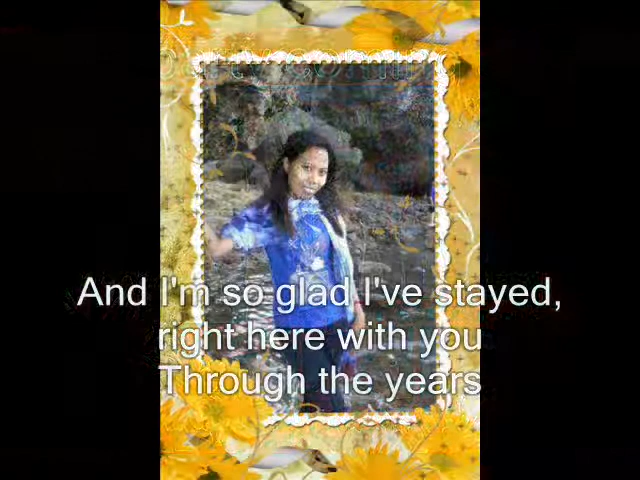 And I'm so glad I've stayed,
right here with you
Through the years